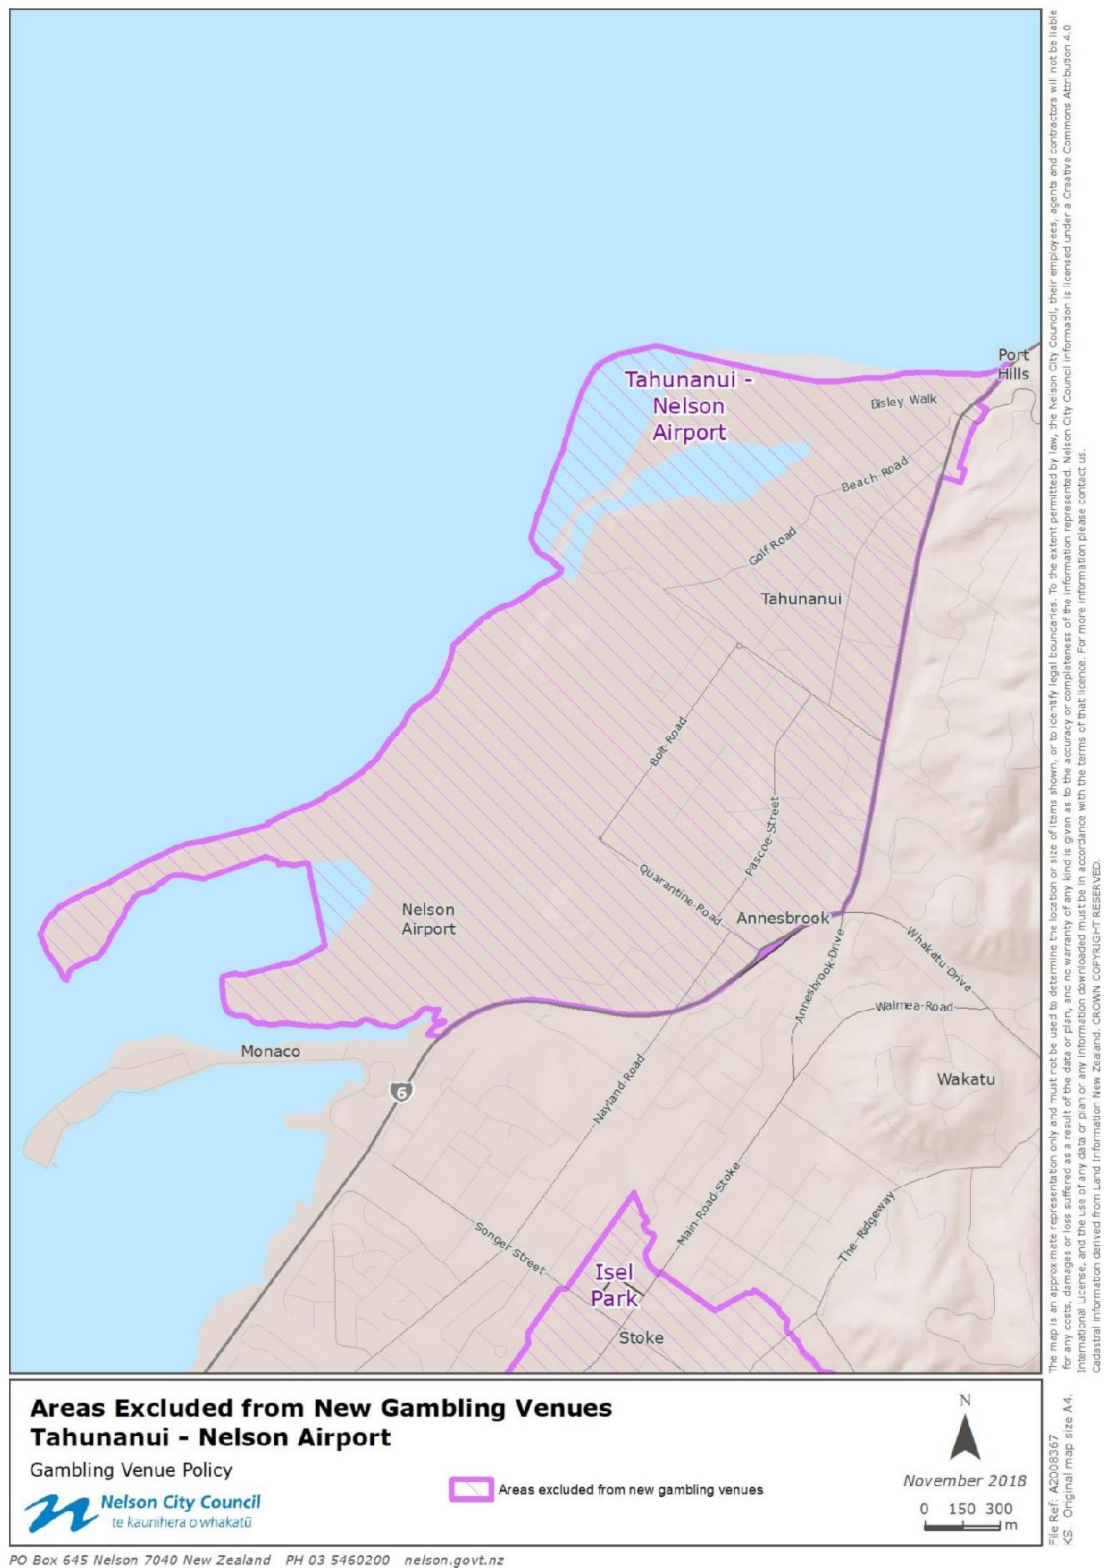 Port
Hills
Tahunanui -
Nelson
Airport
Bisley Walk
Beach Road
Golf Road
Tahunanui
Bolt Road
Pascoe Street
Quarantine Road
Nelson
Airport
Annesbrook
Whakatu Drive
Annesbrook Drive
Waimea Road
Monaco
Wakatu
6
Nayland Road
Main Road Stoke
The Ridgeway
Songer Street
Isel
Park
Stoke
The map is an approximate representation only and must not be used to determine the location or size of items shown, or to identify legal boundaries. To the extent permitted by law, the Nelson City Council, their employees, agents and contractors will not be liable
for any costs, damages or loss suffered as a result of the data or plan, and no warranty of any kind is given as to the accuracy or completeness of the information represented. Nelson City Council information is licensed under a Creative Commons Attribution 4.0
International License, and the use of any data or plan or any information downloaded must be in accordance with the terms of that licence. For more information please contact us.
Cadastral information derived from Land Information New Zealand. CROWN COPYRIGHT RESERVED.
Areas Excluded from New Gambling Venues
Tahunanui - Nelson Airport
Gambling Venue Policy
Nelson City Council
te kaunihera o whakatū
Areas excluded from new gambling venues
N
November 2018
0 150 300
m
File Ref: A2008367
KS. Original map size A4.
PO Box 645 Nelson 7040 New Zealand PH 03 5460200 nelson.govt.nz